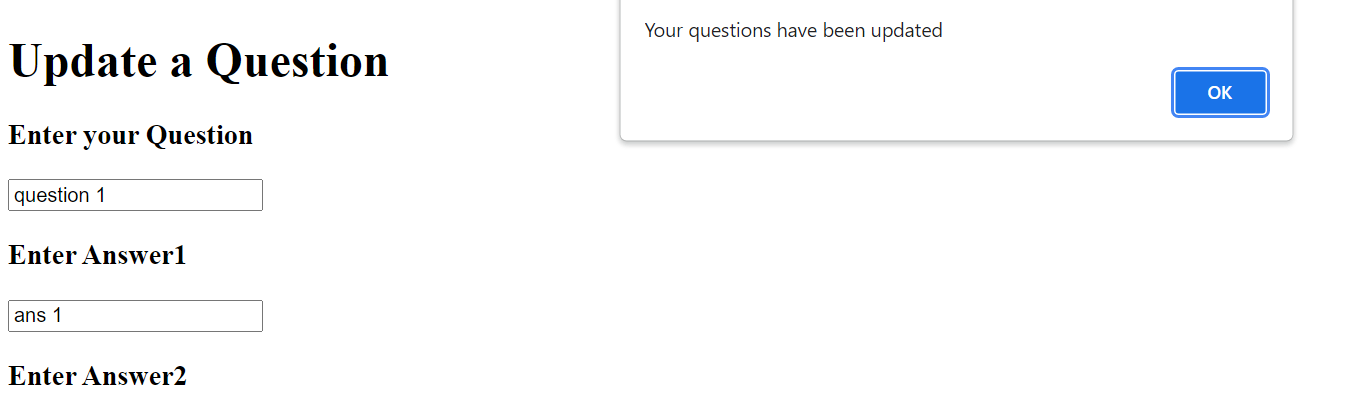 Update a Question
Enter your Question
question 1
Enter Answer1
ans 1
Enter Answer2
Your questions have been updated
OK